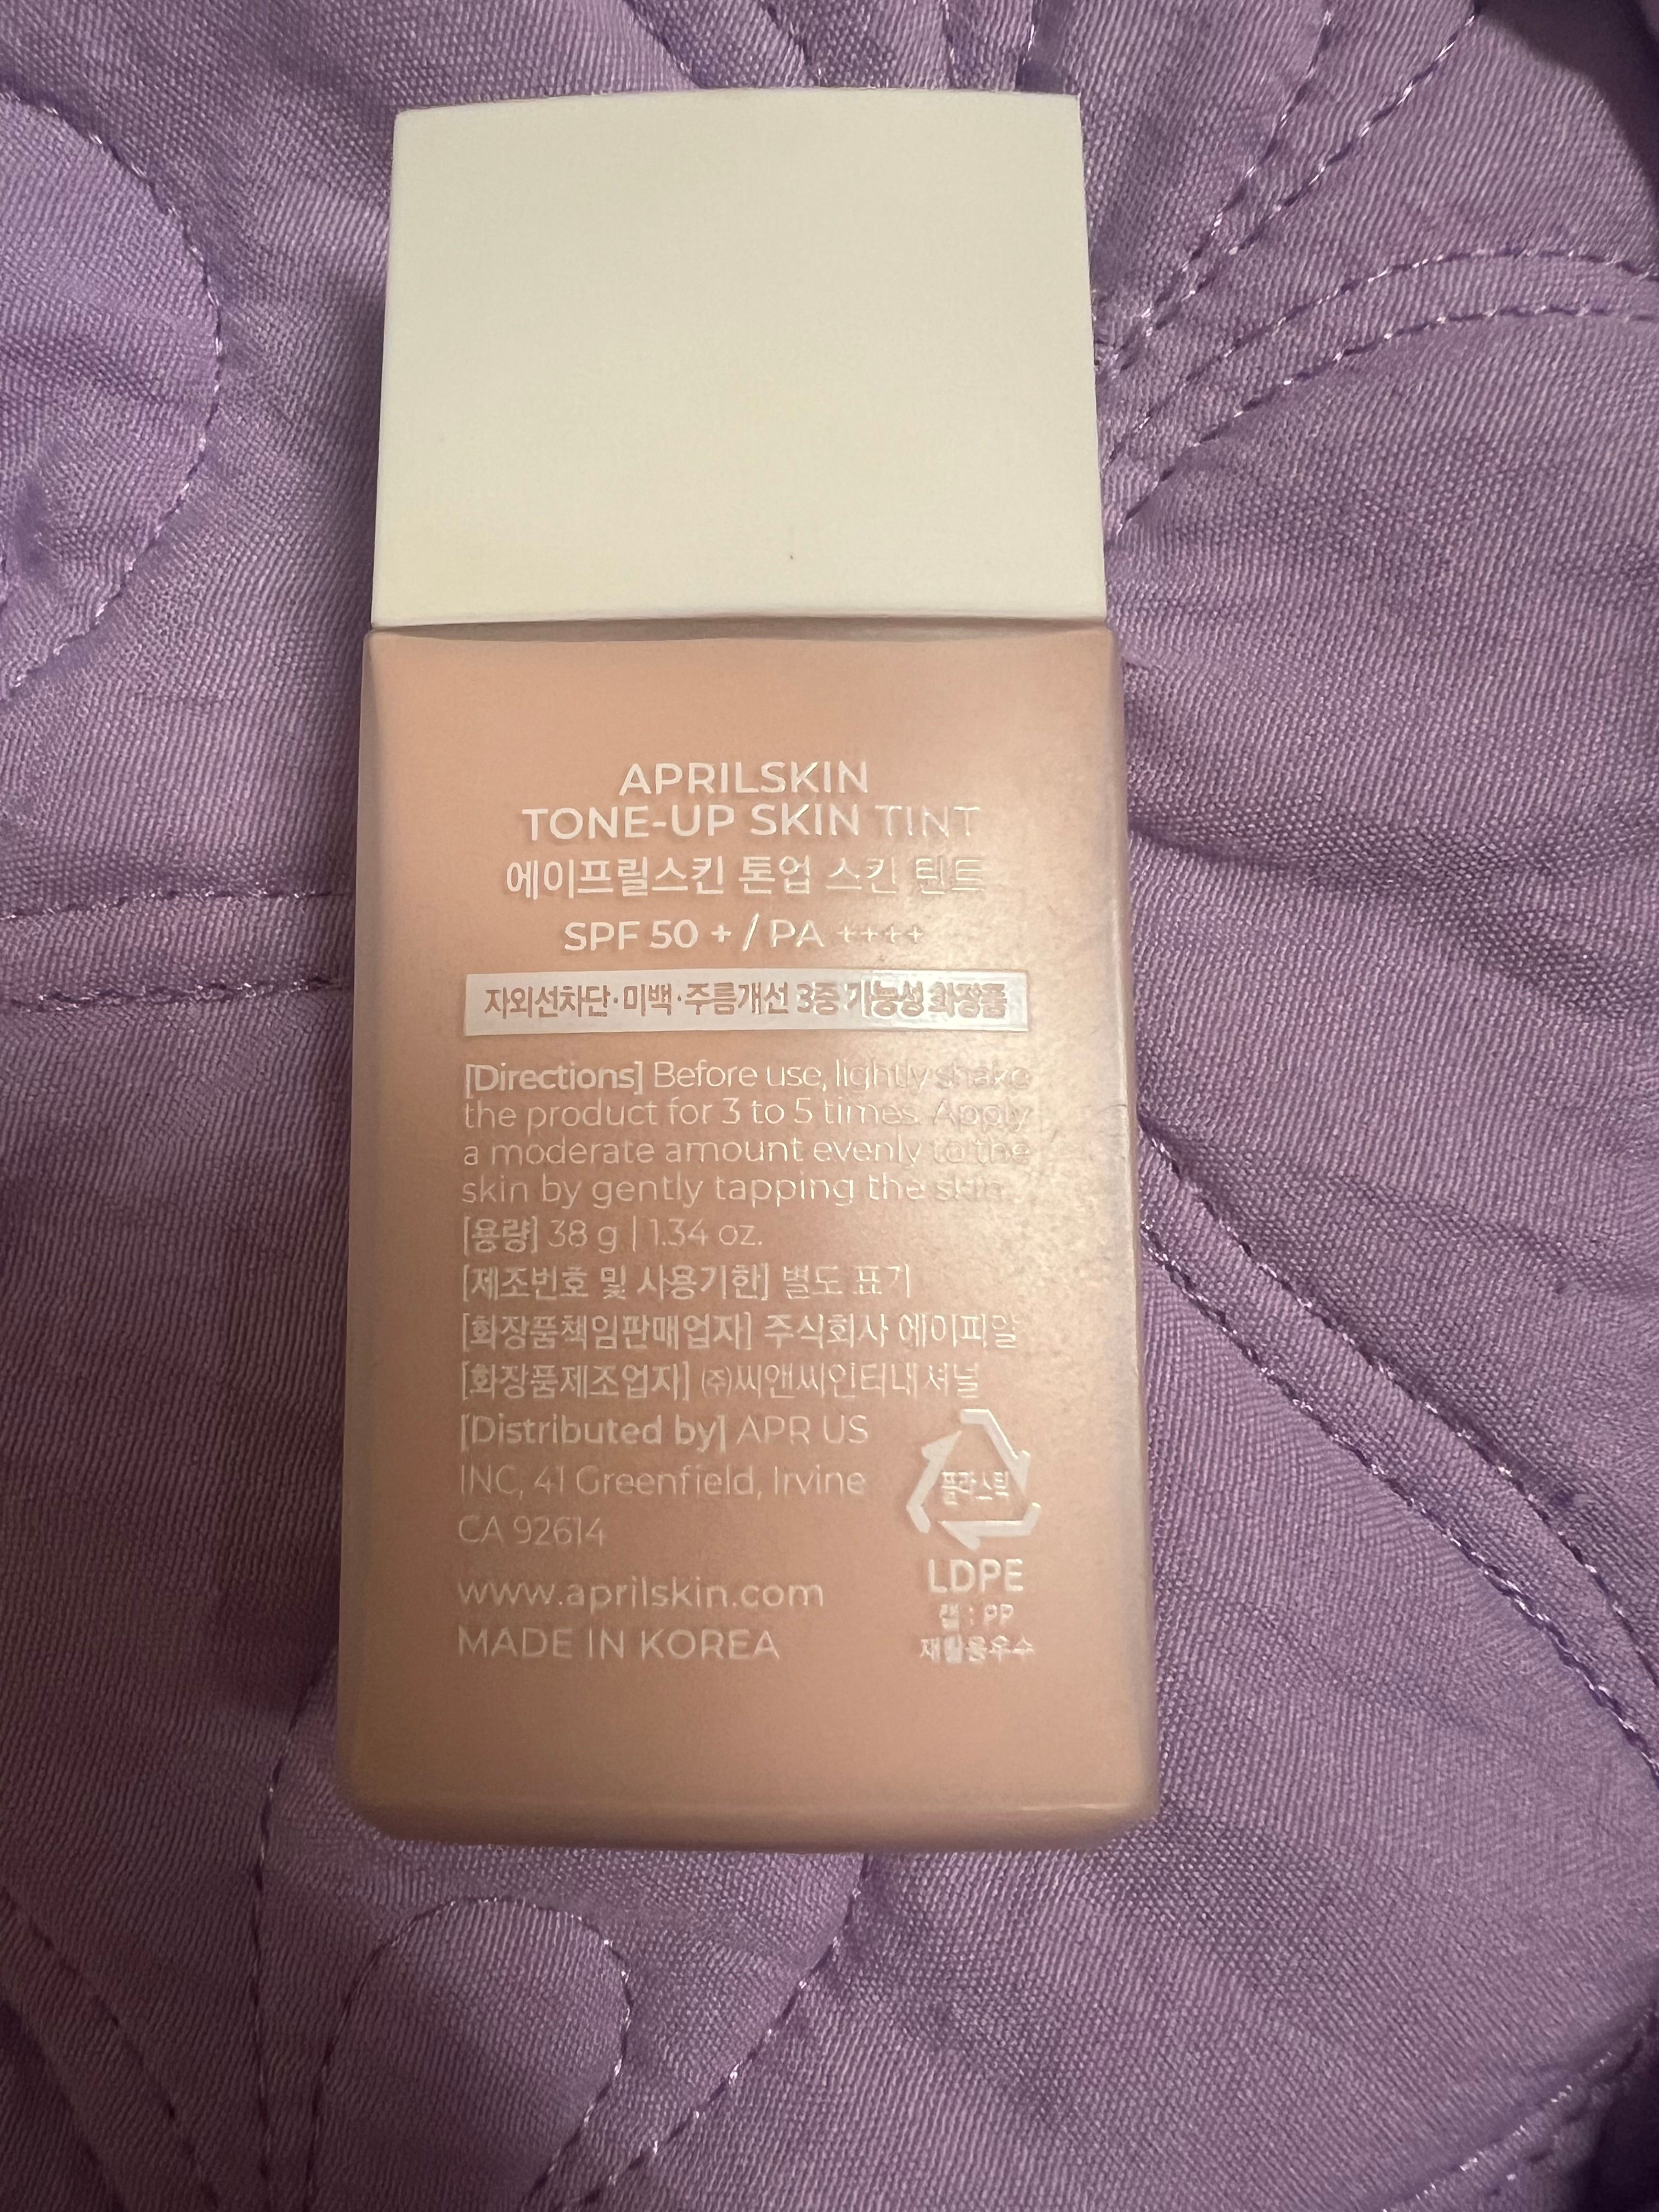 APRILSKIN
TONE-UP SKIN TINT
에이프릴스킨 톤업 스킨 틴트
SPF 50 + / PA ++++
자외선차단·미백·주름개선 3중 기능성 화장품
[Directions] Before use, lightly shake
the product for 3 to 5 times. Apply
a moderate amount evenly to the
skin by gently tapping the skin.
[용량] 38 g | 1.34 oz.
[제조번호 및 사용기한] 별도 표기
[화장품책임판매업자] 주식회사 에이피알
[화장품제조업자] ㈜씨앤씨인터내셔널
[Distributed by] APR US
INC, 41 Greenfield, Irvine
CA 92614
www.aprilskin.com
MADE IN KOREA
플라스틱
LDPE
캡 : PP
재활용우수